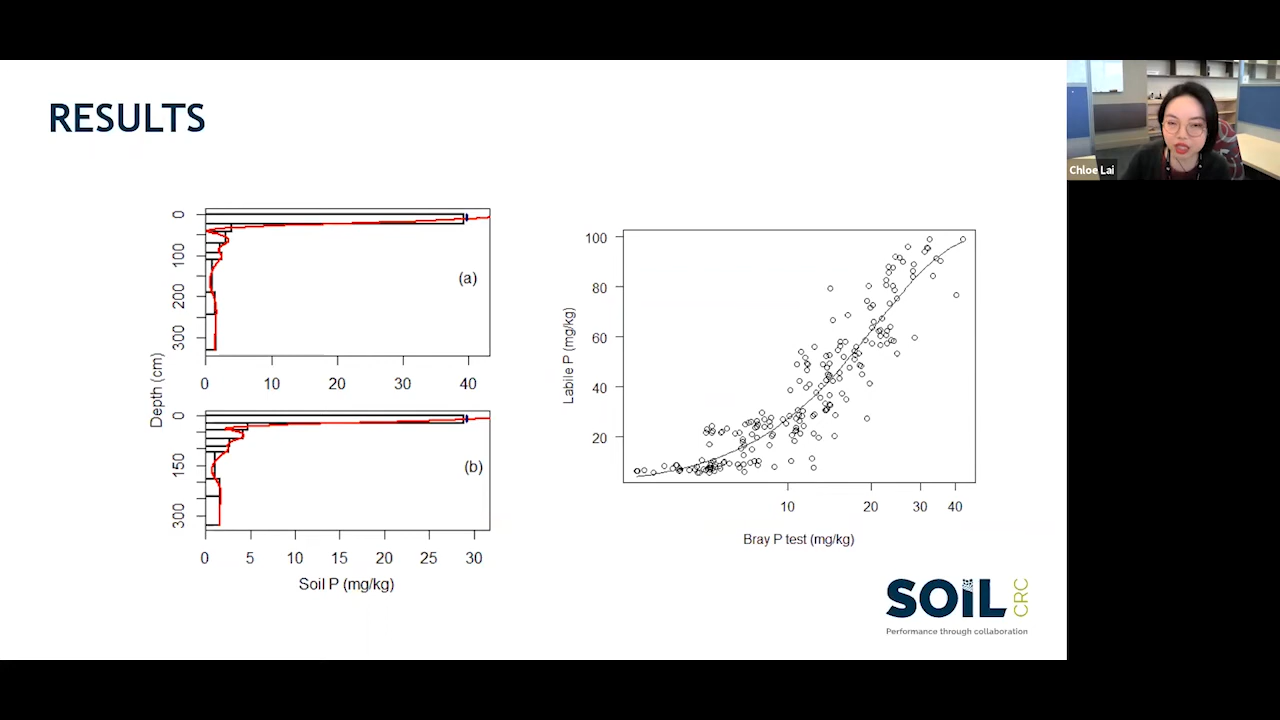 RESULTS
Chloe Lai
0
100
200
300
(a)
0
10
20
30
40
Depth (cm)
0
150
300
(b)
0
5
10
15
20
25
30
Soil P (mg/kg)
100
80
60
40
20
Labile P (mg/kg)
10
20
30
40
Bray P test (mg/kg)
SOIL CRC
Performance through collaboration